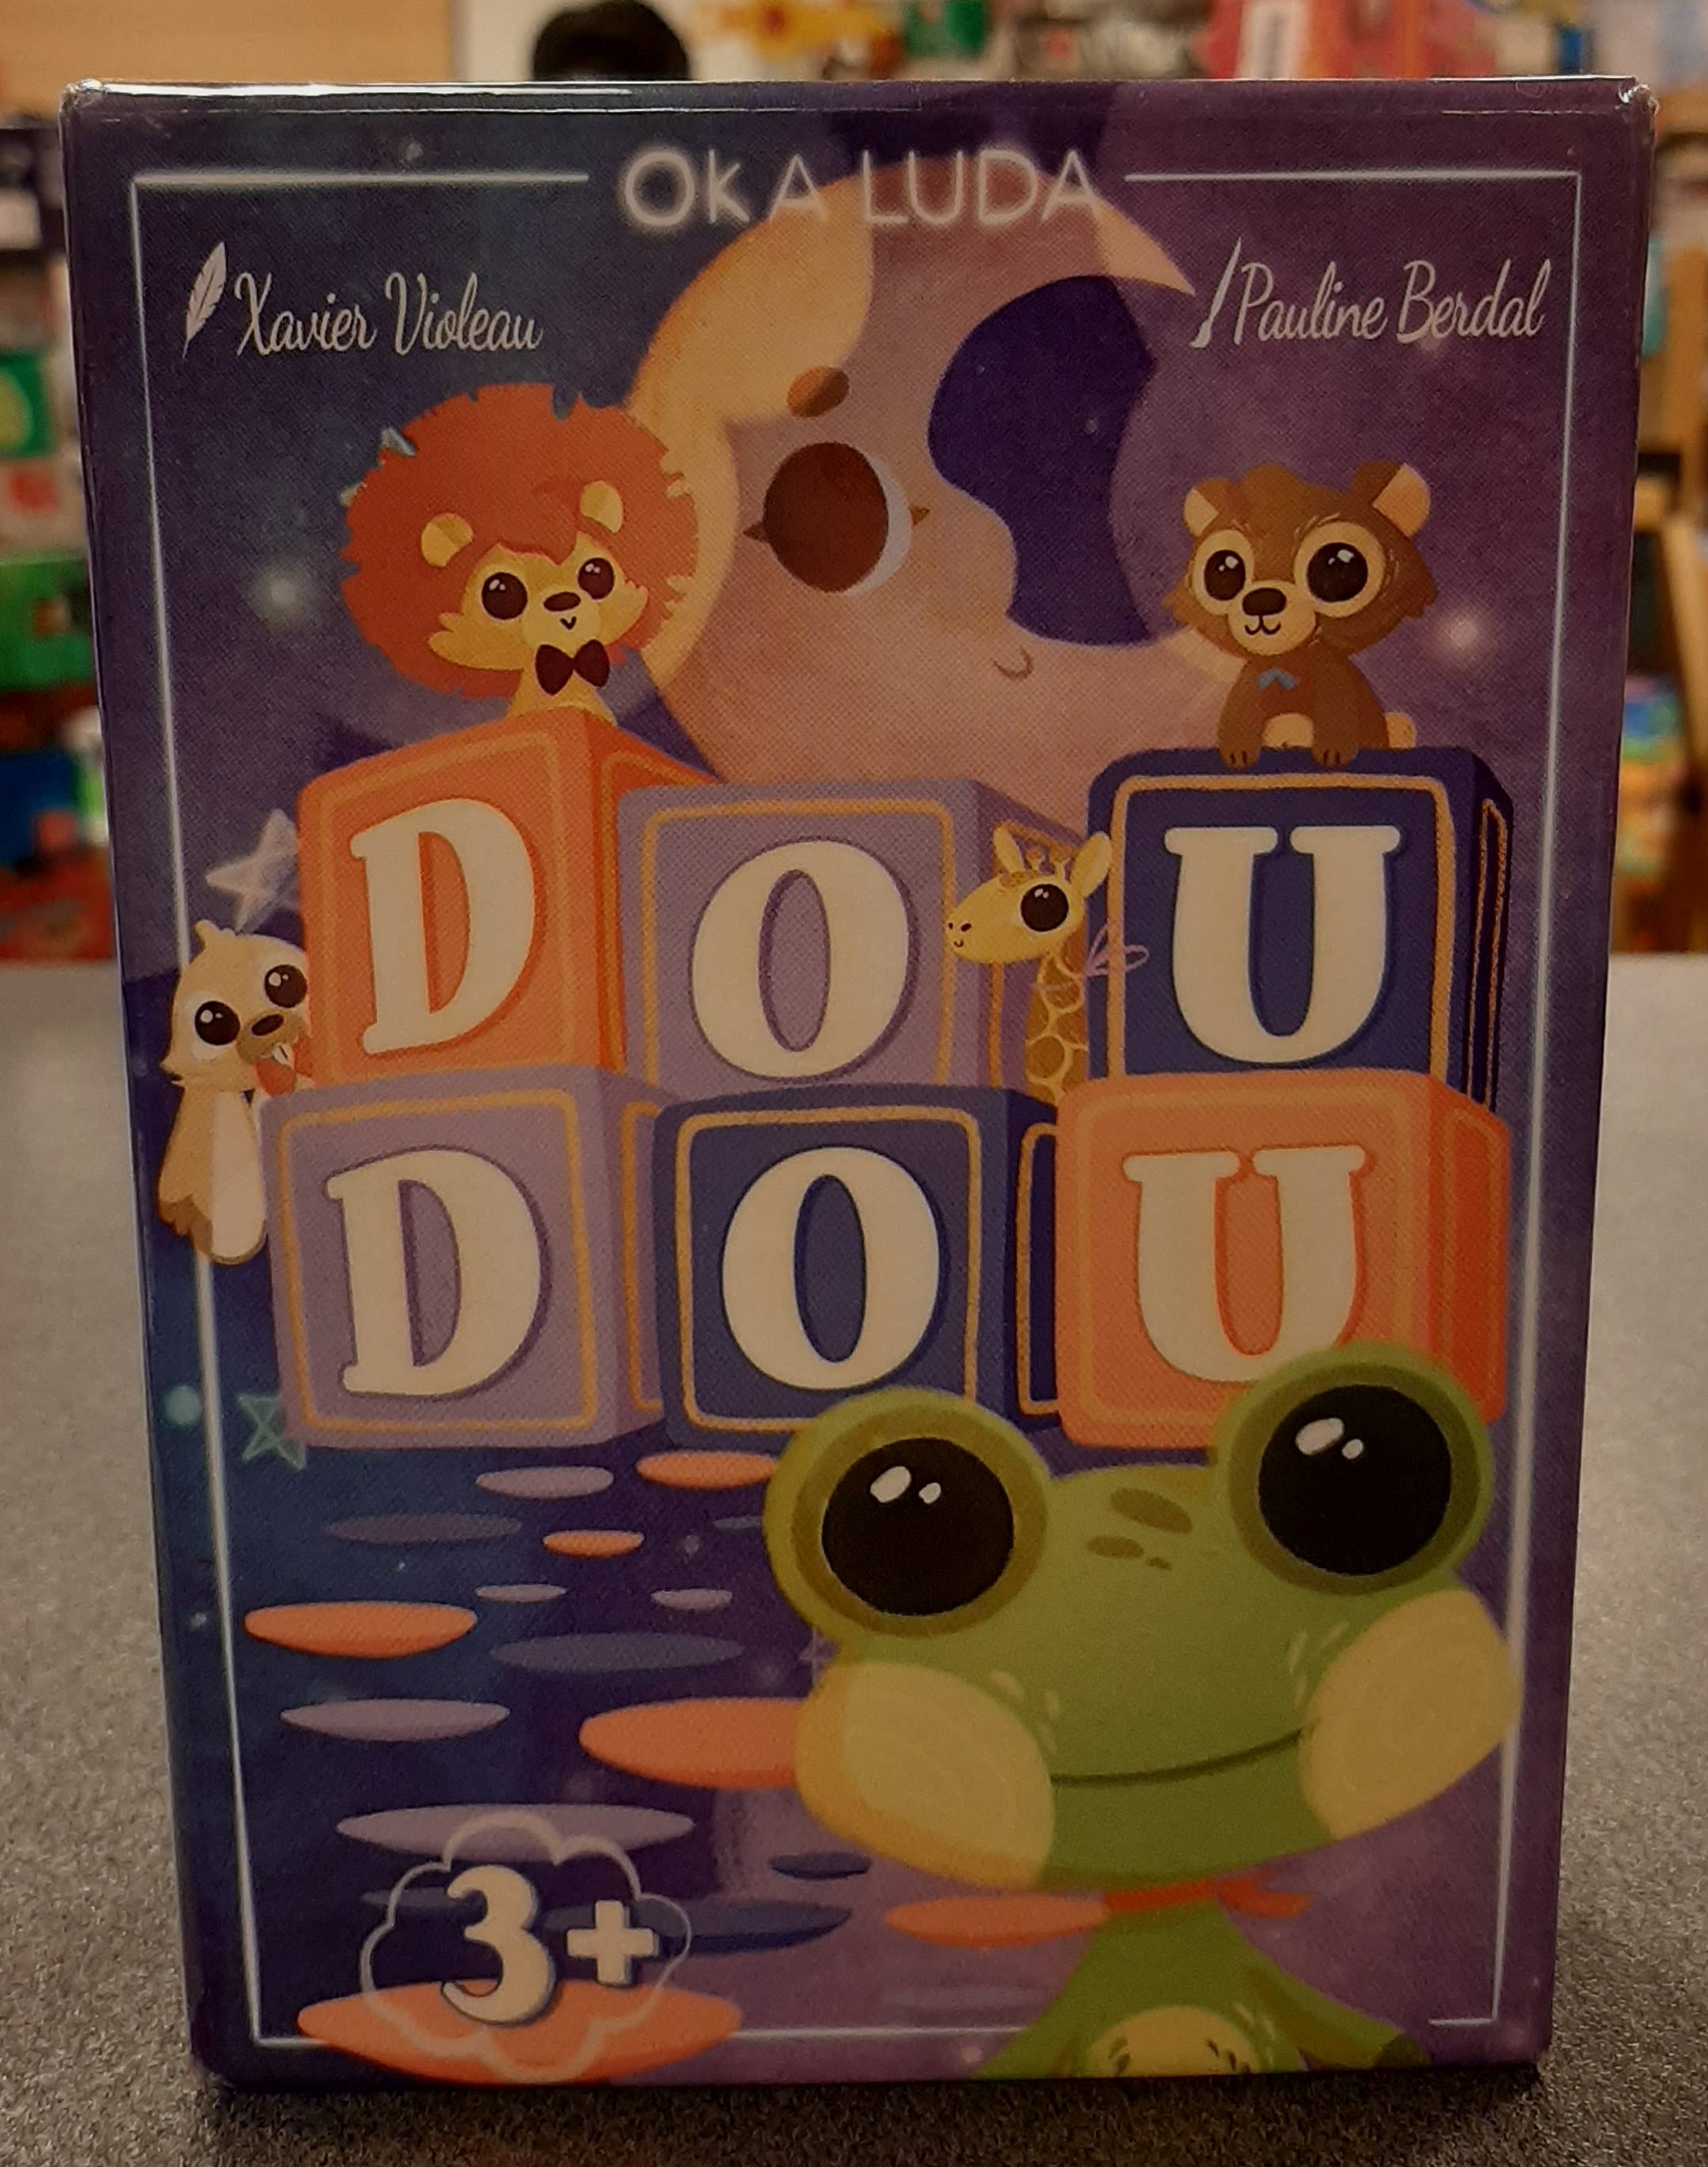 OKA LUDA
Xavier Violeau
Pauline Berdal
DOU
DOU
3+